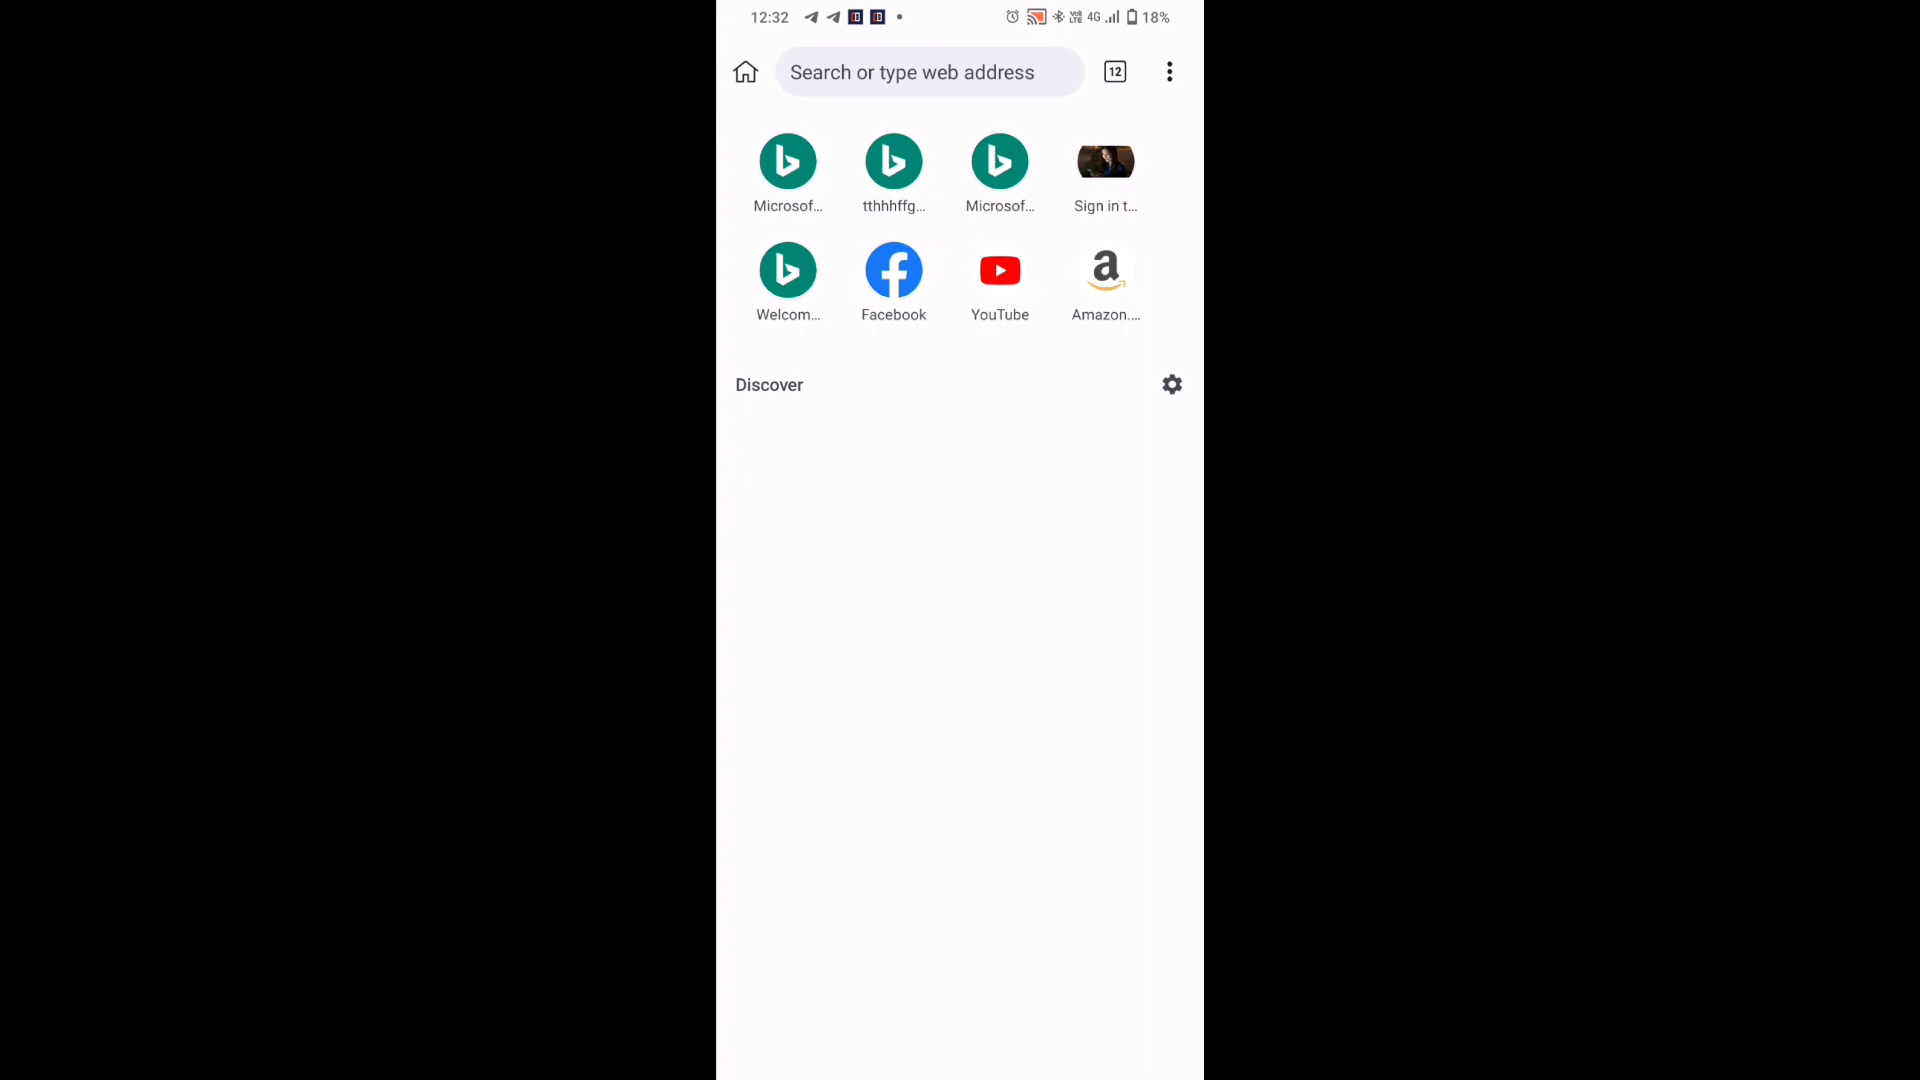 12:32 4G 18%
Search or type web address 12
Microsof... tthhhffg... Microsof... Sign in t...
Welcom... Facebook YouTube Amazon....
Discover